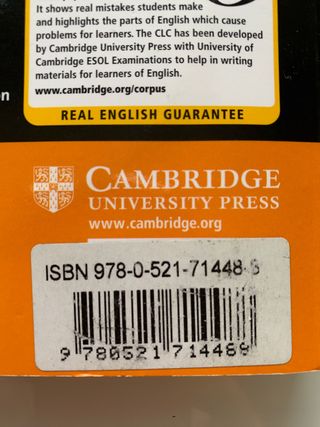 It shows real mistakes students make
and highlights the parts of English which cause
problems for learners. The CLC has been developed
by Cambridge University Press with University of
Cambridge ESOL Examinations to help in writing
materials for learners of English.
on
www.cambridge.org/corpus
REAL ENGLISH GUARANTEE
CAMBRIDGE
UNIVERSITY PRESS
www.cambridge.org
ISBN 978-0-521-71448-8
9 780521 714488